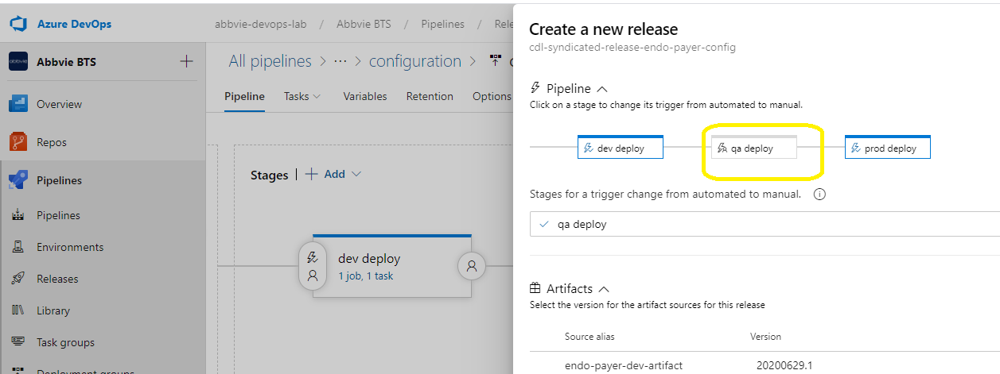 Azure DevOps
abbvie-devops-lab / Abbvie BTS / Pipelines / Rele
abbvie Abbvie BTS
All pipelines > ··· > configuration >
Pipeline Tasks Variables Retention Options
Overview
Repos
Pipelines
Pipelines
Environments
Releases
Library
Task groups
Deployment groups
Stages | + Add
dev deploy
1 job, 1 task
Create a new release
cdl-syndicated-release-endo-payer-config
Pipeline
Click on a stage to change its trigger from automated to manual.
dev deploy qa deploy prod deploy
Stages for a trigger change from automated to manual.
qa deploy
Artifacts
Select the version for the artifact sources for this release
Source alias Version
endo-payer-dev-artifact 20200629.1